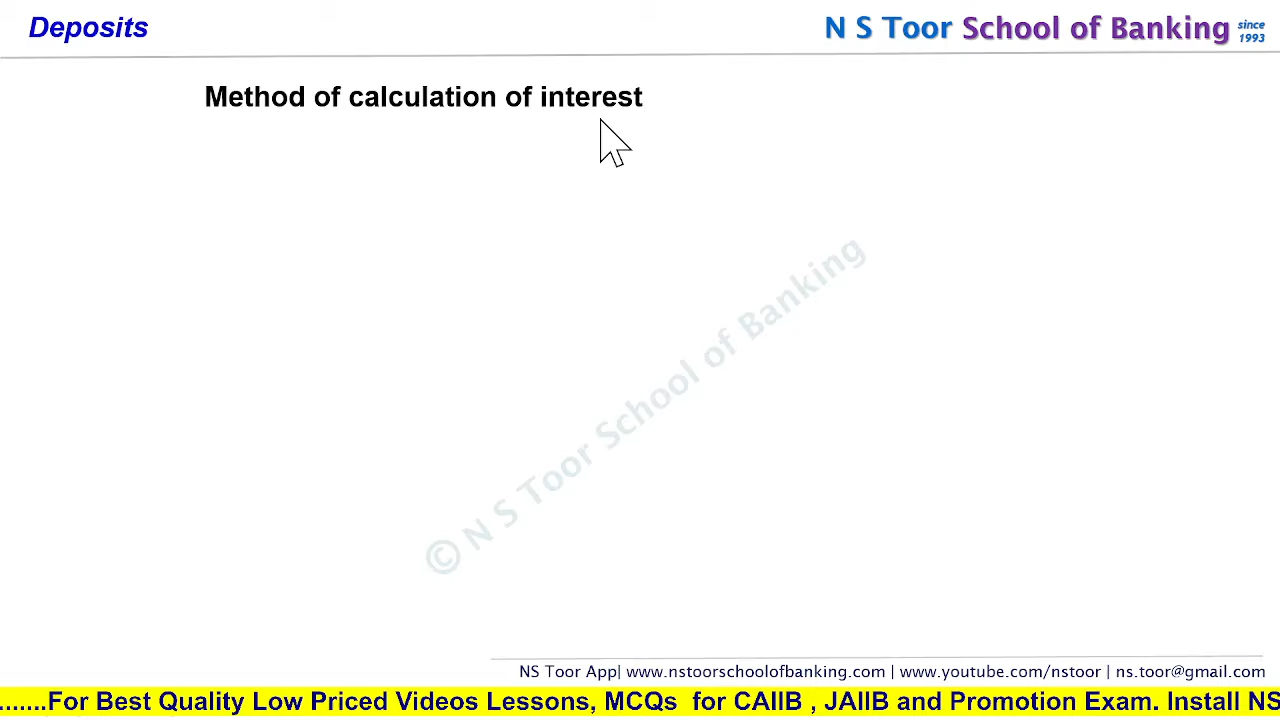 Deposits
N S Toor School of Banking since 1993
Method of calculation of interest
© N S Toor School of Banking
NS Toor App| www.nstoorschoolofbanking.com | www.youtube.com/nstoor | ns.toor@gmail.com
.......For Best Quality Low Priced Videos Lessons, MCQs for CAIIB , JAIIB and Promotion Exam. Install NS